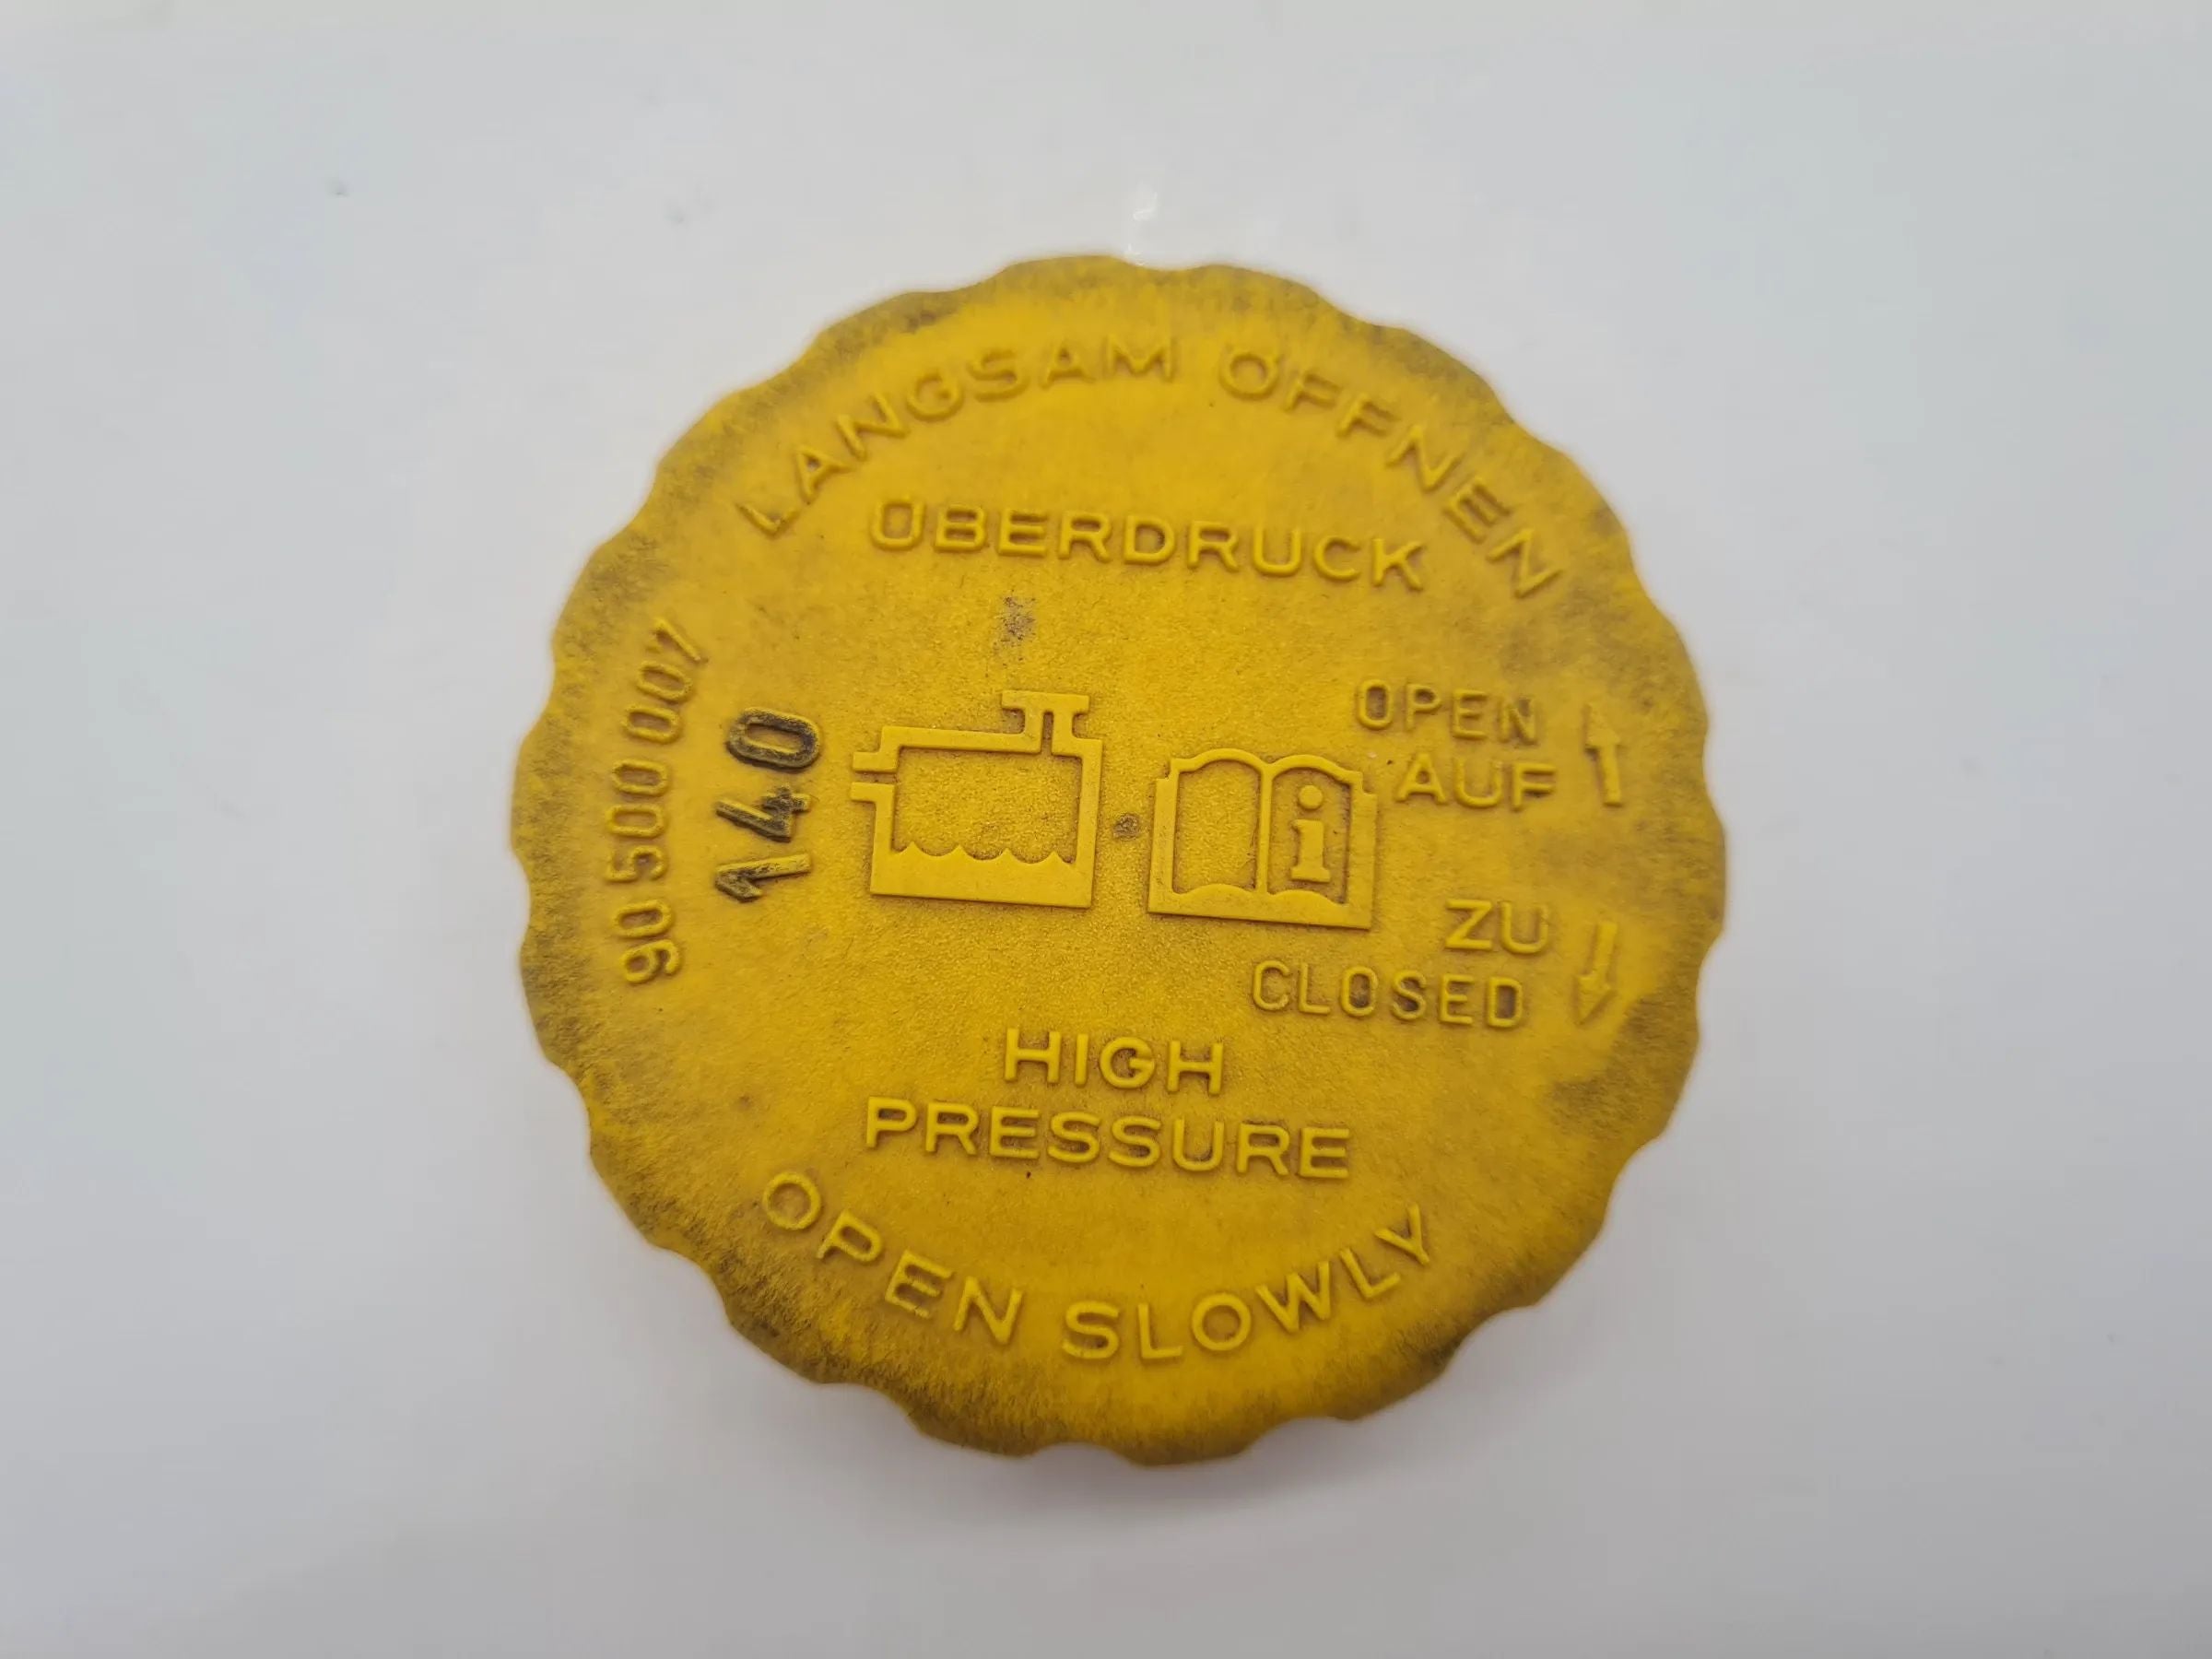 LANGSAM ÖFFNEN
ÜBERDRUCK
90 500 007
140
i
OPEN
AUF
ZU
CLOSED
HIGH
PRESSURE
OPEN SLOWLY